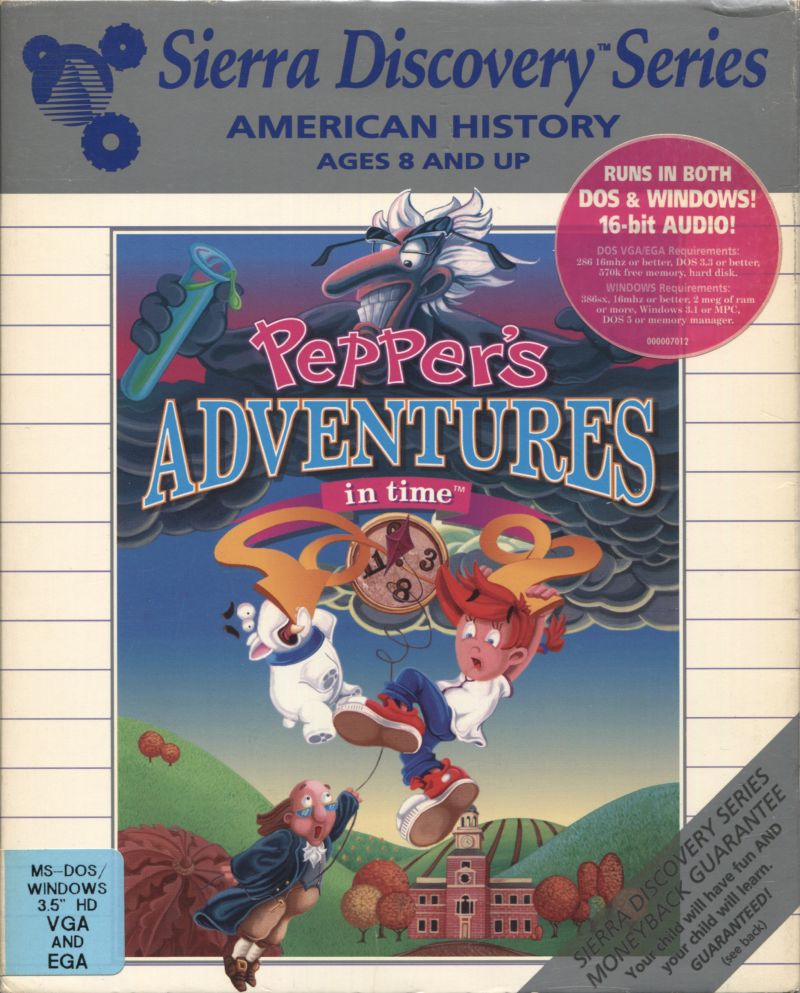 Sierra Discovery™ Series
AMERICAN HISTORY
AGES 8 AND UP
RUNS IN BOTH
DOS & WINDOWS!
16-bit AUDIO!
DOS VGA/EGA Requirements:
286 16mhz or better, DOS 3.3 or better,
570k free memory, hard disk.
WINDOWS Requirements:
386sx, 16mhz or better, 2 meg of ram
or more, Windows 3.1 or MPC,
DOS 5 or memory manager.
000007012
Pepper's
ADVENTURES
in time™
11
3
8
MS-DOS/
WINDOWS
3.5" HD
VGA
AND
EGA
SIERRA DISCOVERY SERIES
MONEYBACK GUARANTEE
Your child will have fun AND
your child will learn.
GUARANTEED!
(see back)